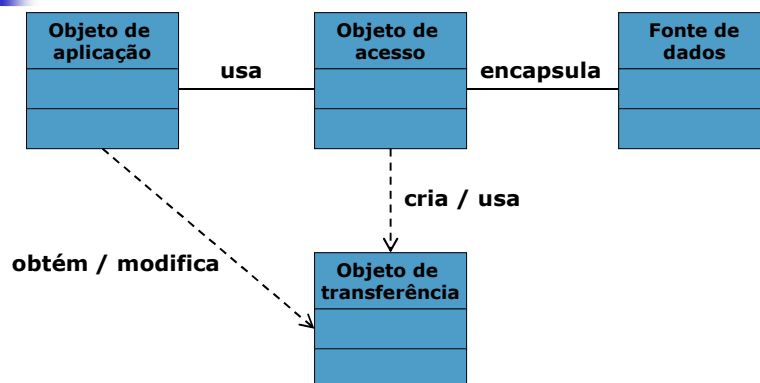 Objeto de
aplicação
usa
Objeto de
acesso
encapsula
Fonte de
dados
cria / usa
obtém / modifica
Objeto de
transferência